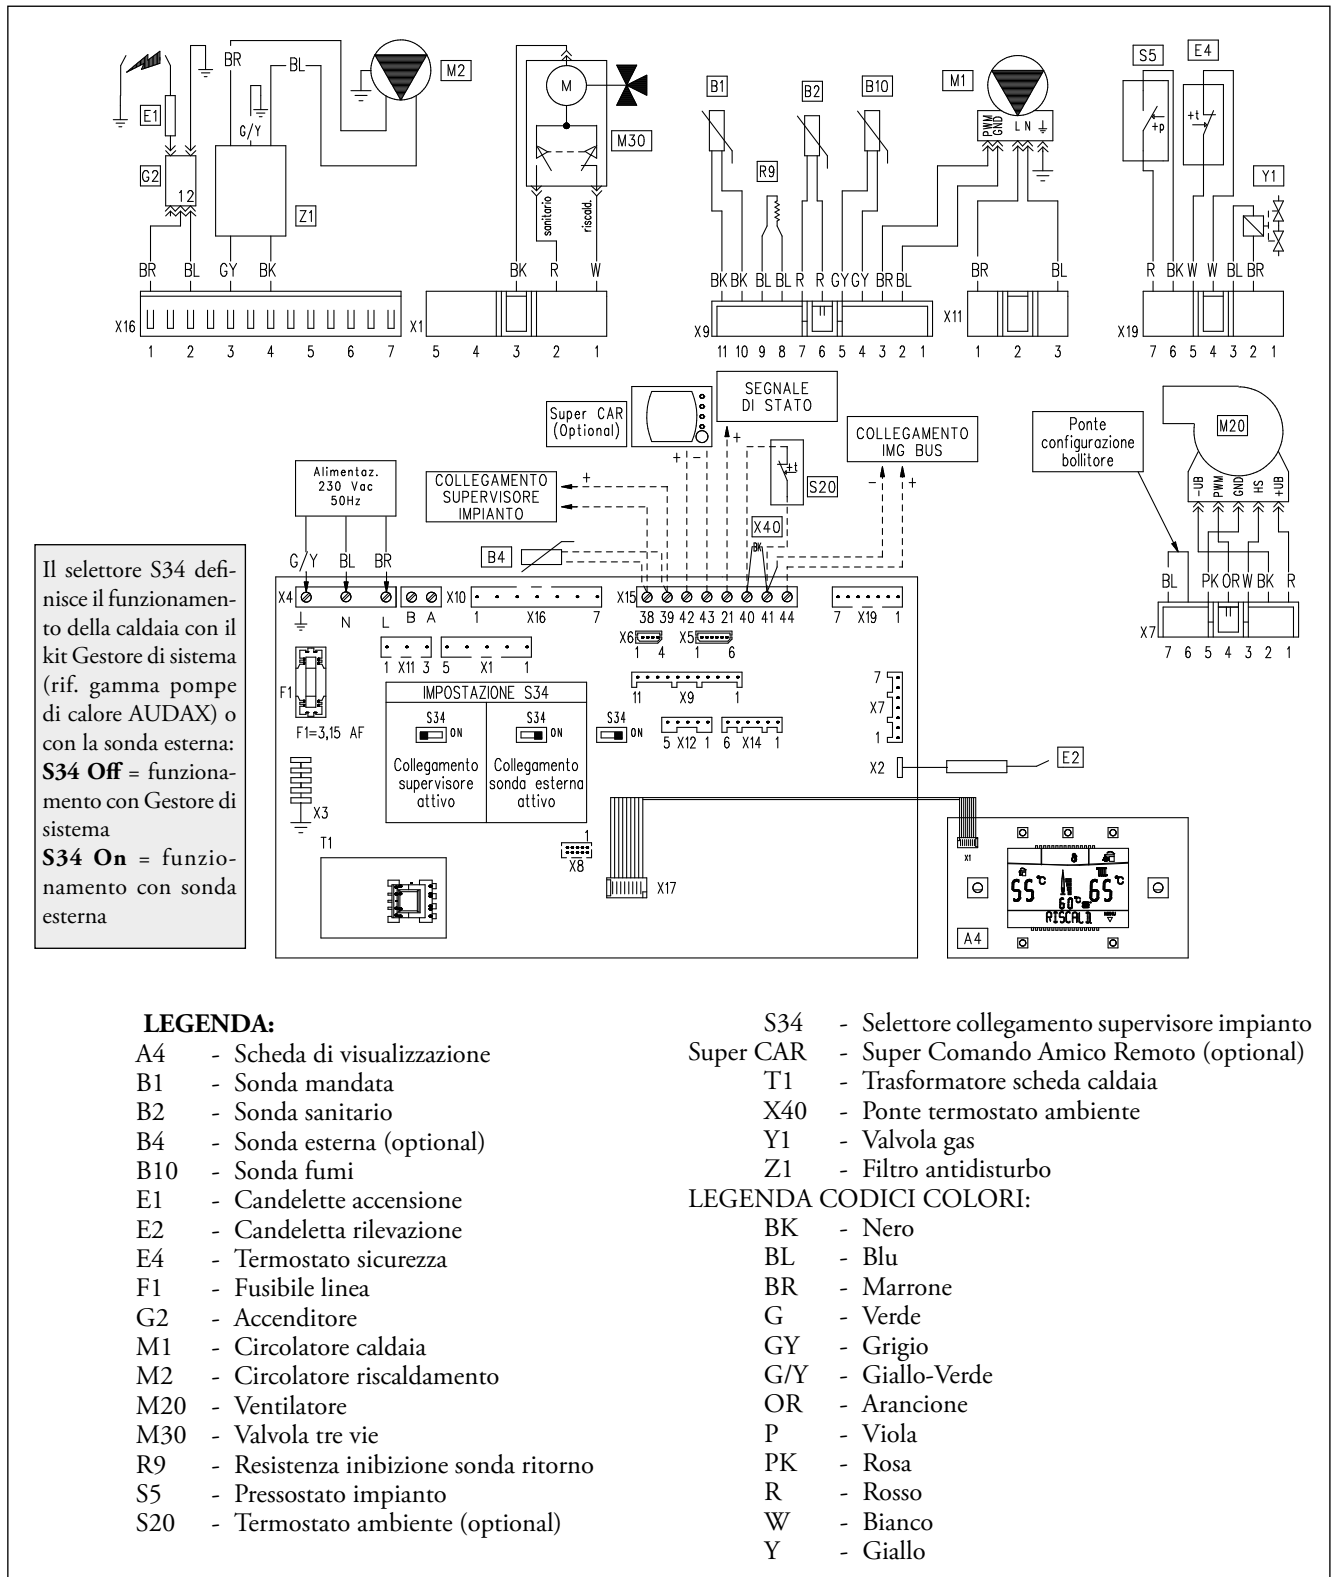 BR
BL
M2
E1
G/Y
G2
1 2
Z1
BR BL GY BK
X16
1 2 3 4 5 6 7
M
M30
sanitario
riscald.
BK R W
X1
5 4 3 2 1
B1
R9
B2
B10
M1
PWM
GND
L N
BK BK BL BL R R GY GY BR BL
X9
11 10 9 8 7 6 5 4 3 2 1
BR BL
X11
1 2 3
S5
E4
+p
+t
Y1
R BK W W BL BR
X19
7 6 5 4 3 2 1
Super CAR
(Optional)
SEGNALE
DI STATO
COLLEGAMENTO
IMG BUS
Ponte
configurazione
bollitore
M20
-UB
PWM
GND
HS
+UB
BL PK OR W BK R
X7
7 6 5 4 3 2 1
Alimentaz.
230 Vac
50Hz
COLLEGAMENTO
SUPERVISORE
IMPIANTO
+
+ -
+
+t
S20
- +
X40
BK
B4
G/Y BL BR
X4
N L
B A
X10
1 X16 7
X15
38 39 42 43 21 40 41 44
7 X19 1
X6
1 4
X5
1 6
1 X11 3
5 X1 1
11 X9 1
F1
F1=3,15 AF
IMPOSTAZIONE S34
S34
ON
Collegamento
supervisore
attivo
S34
ON
Collegamento
sonda esterna
attivo
S34
ON
5 X12 1
6 X14 1
7
X7
1
X2
E2
X3
T1
1
X8
X17
X1
55 °C
60°C
65 °C
RISCALD
MENU
A4
Il selettore S34 defi-
nisce il funzionamen-
to della caldaia con il
kit Gestore di sistema
(rif. gamma pompe
di calore AUDAX) o
con la sonda esterna:
S34 Off = funziona-
mento con Gestore di
sistema
S34 On = funzio-
namento con sonda
esterna
LEGENDA:
A4 - Scheda di visualizzazione
B1 - Sonda mandata
B2 - Sonda sanitario
B4 - Sonda esterna (optional)
B10 - Sonda fumi
E1 - Candelette accensione
E2 - Candeletta rilevazione
E4 - Termostato sicurezza
F1 - Fusibile linea
G2 - Accenditore
M1 - Circolatore caldaia
M2 - Circolatore riscaldamento
M20 - Ventilatore
M30 - Valvola tre vie
R9 - Resistenza inibizione sonda ritorno
S5 - Pressostato impianto
S20 - Termostato ambiente (optional)
S34 - Selettore collegamento supervisore impianto
Super CAR - Super Comando Amico Remoto (optional)
T1 - Trasformatore scheda caldaia
X40 - Ponte termostato ambiente
Y1 - Valvola gas
Z1 - Filtro antidisturbo
LEGENDA CODICI COLORI:
BK - Nero
BL - Blu
BR - Marrone
G - Verde
GY - Grigio
G/Y - Giallo-Verde
OR - Arancione
P - Viola
PK - Rosa
R - Rosso
W - Bianco
Y - Giallo